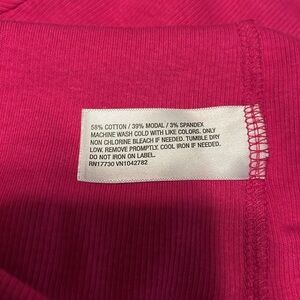 58% COTTON / 39% MODAL / 3% SPANDEX
MACHINE WASH COLD WITH LIKE COLORS. ONLY
NON CHLORINE BLEACH IF NEEDED. TUMBLE DRY
LOW. REMOVE PROMPTLY. COOL IRON IF NEEDED.
DO NOT IRON ON LABEL.
RN17730 VN1042782